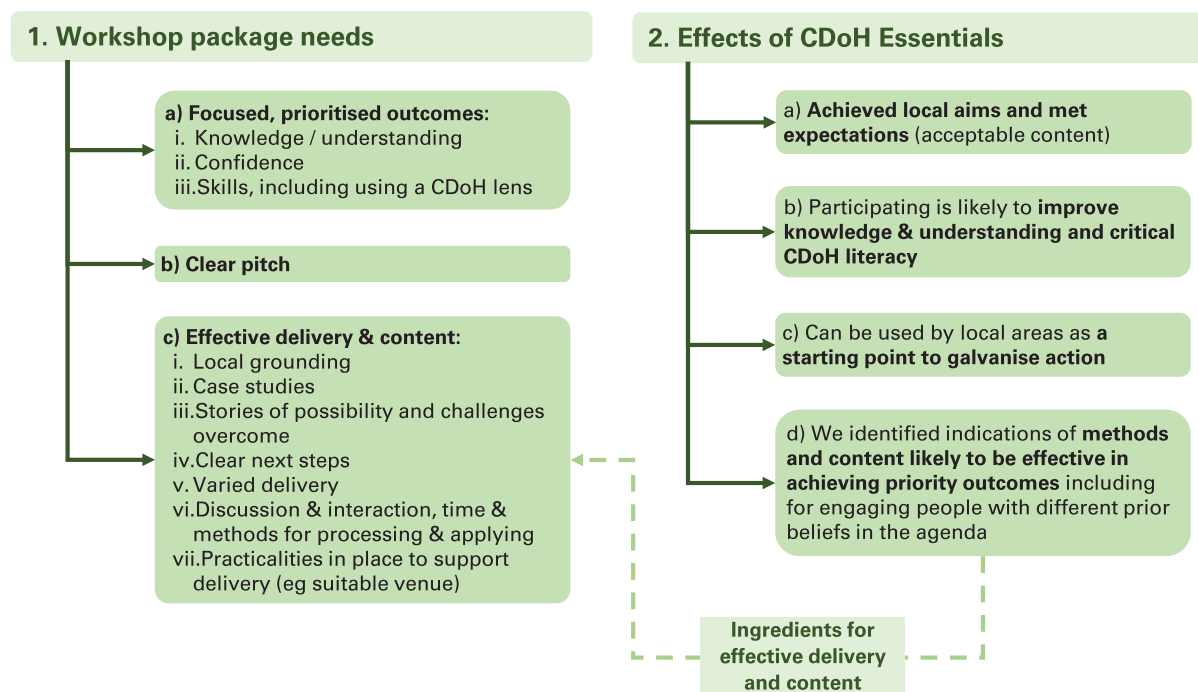 1. Workshop package needs
a) Focused, prioritised outcomes:
i. Knowledge / understanding
ii. Confidence
iii.Skills, including using a CDoH lens
b) Clear pitch
c) Effective delivery & content:
i. Local grounding
ii. Case studies
iii.Stories of possibility and challenges
overcome
iv.Clear next steps
v. Varied delivery
vi.Discussion & interaction, time &
methods for processing & applying
vii.Practicalities in place to support
delivery (eg suitable venue)
2. Effects of CDoH Essentials
a) Achieved local aims and met
expectations (acceptable content)
b) Participating is likely to improve
knowledge & understanding and critical
CDoH literacy
c) Can be used by local areas as a
starting point to galvanise action
d) We identified indications of methods
and content likely to be effective in
achieving priority outcomes including
for engaging people with different prior
beliefs in the agenda
Ingredients for
effective delivery
and content